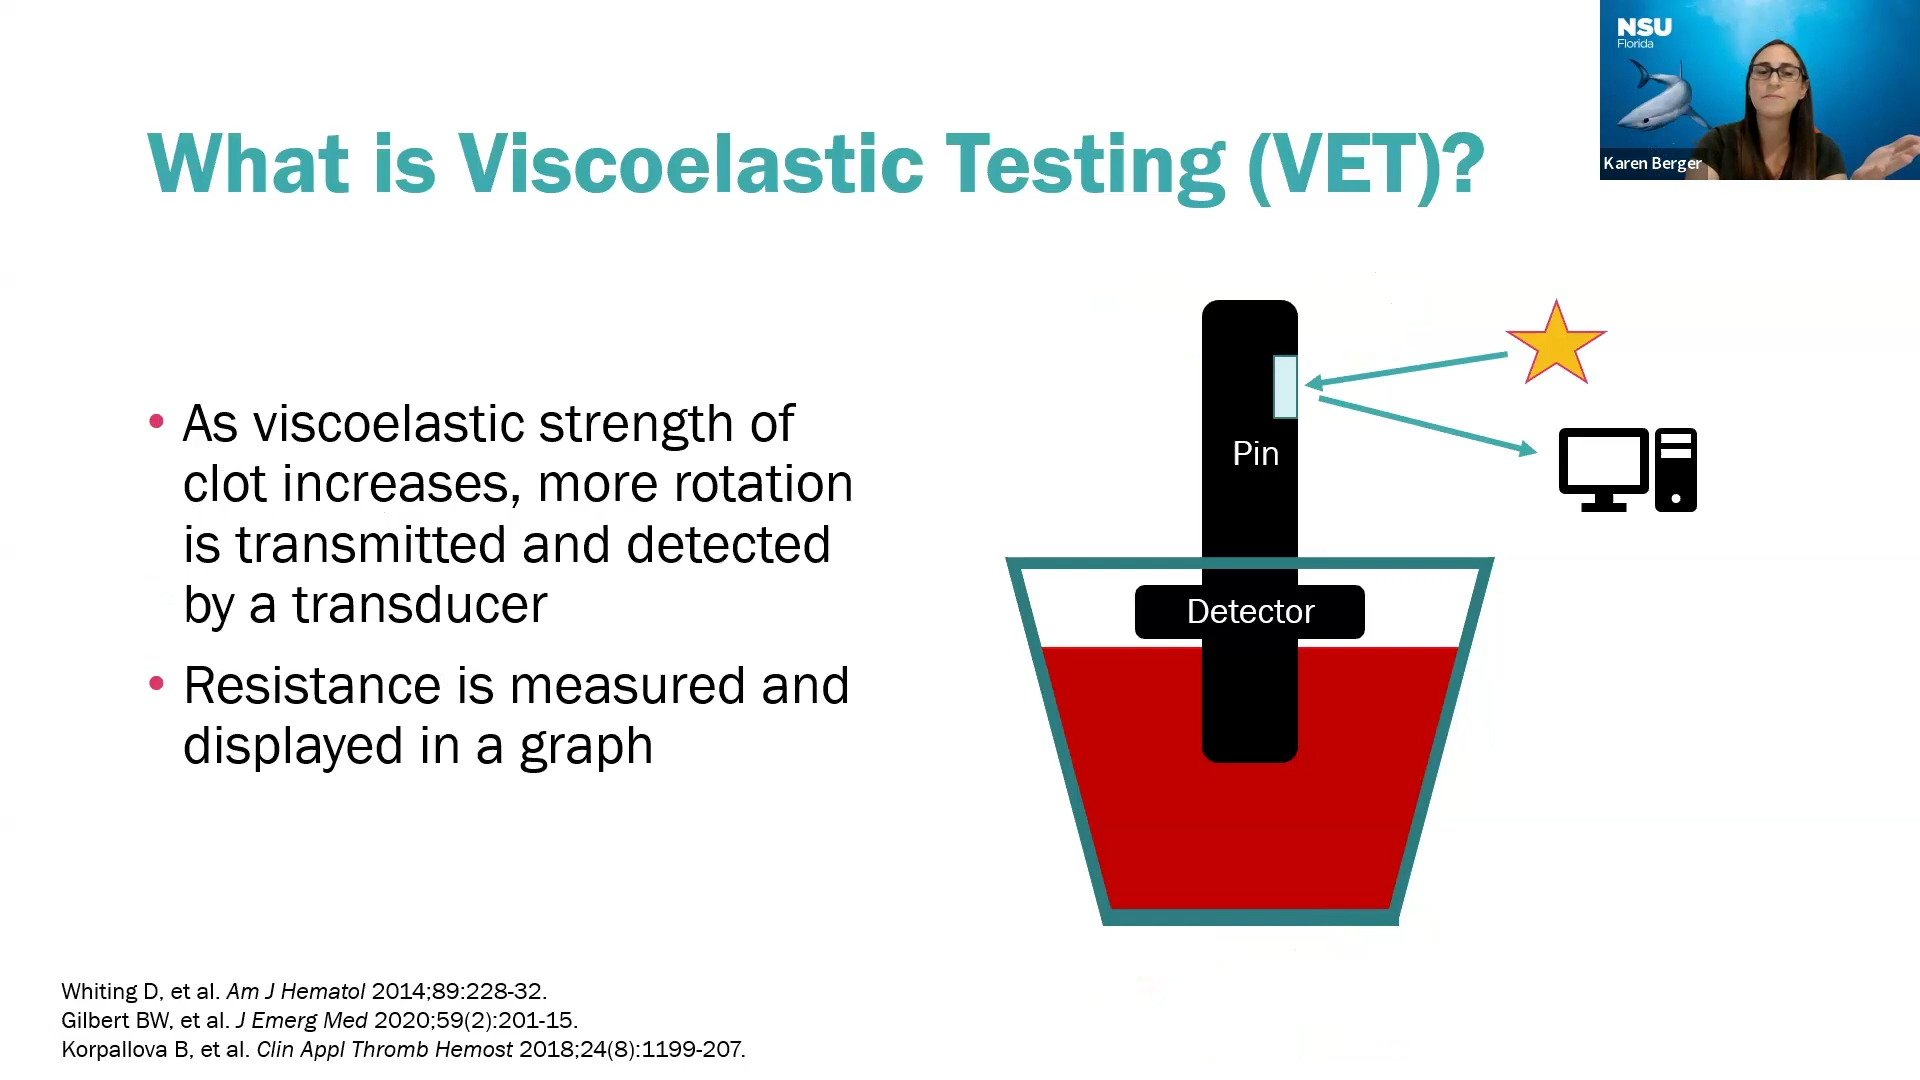 NSU
Florida
Karen Berger
What is Viscoelastic Testing (VET)?
• As viscoelastic strength of
clot increases, more rotation
is transmitted and detected
by a transducer
• Resistance is measured and
displayed in a graph
Pin
Detector
Whiting D, et al. Am J Hematol 2014;89:228-32.
Gilbert BW, et al. J Emerg Med 2020;59(2):201-15.
Korpallova B, et al. Clin Appl Thromb Hemost 2018;24(8):1199-207.